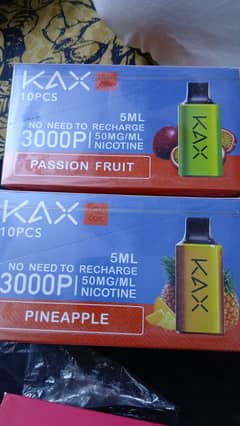 KAX
10PCS
5ML
NO NEED TO RECHARGE
3000P 50MG/ML
NICOTINE
PASSION FRUIT
KAX
KAX
10PCS
5ML
NO NEED TO RECHARGE
3000P 50MG/ML
NICOTINE
PINEAPPLE
KAX